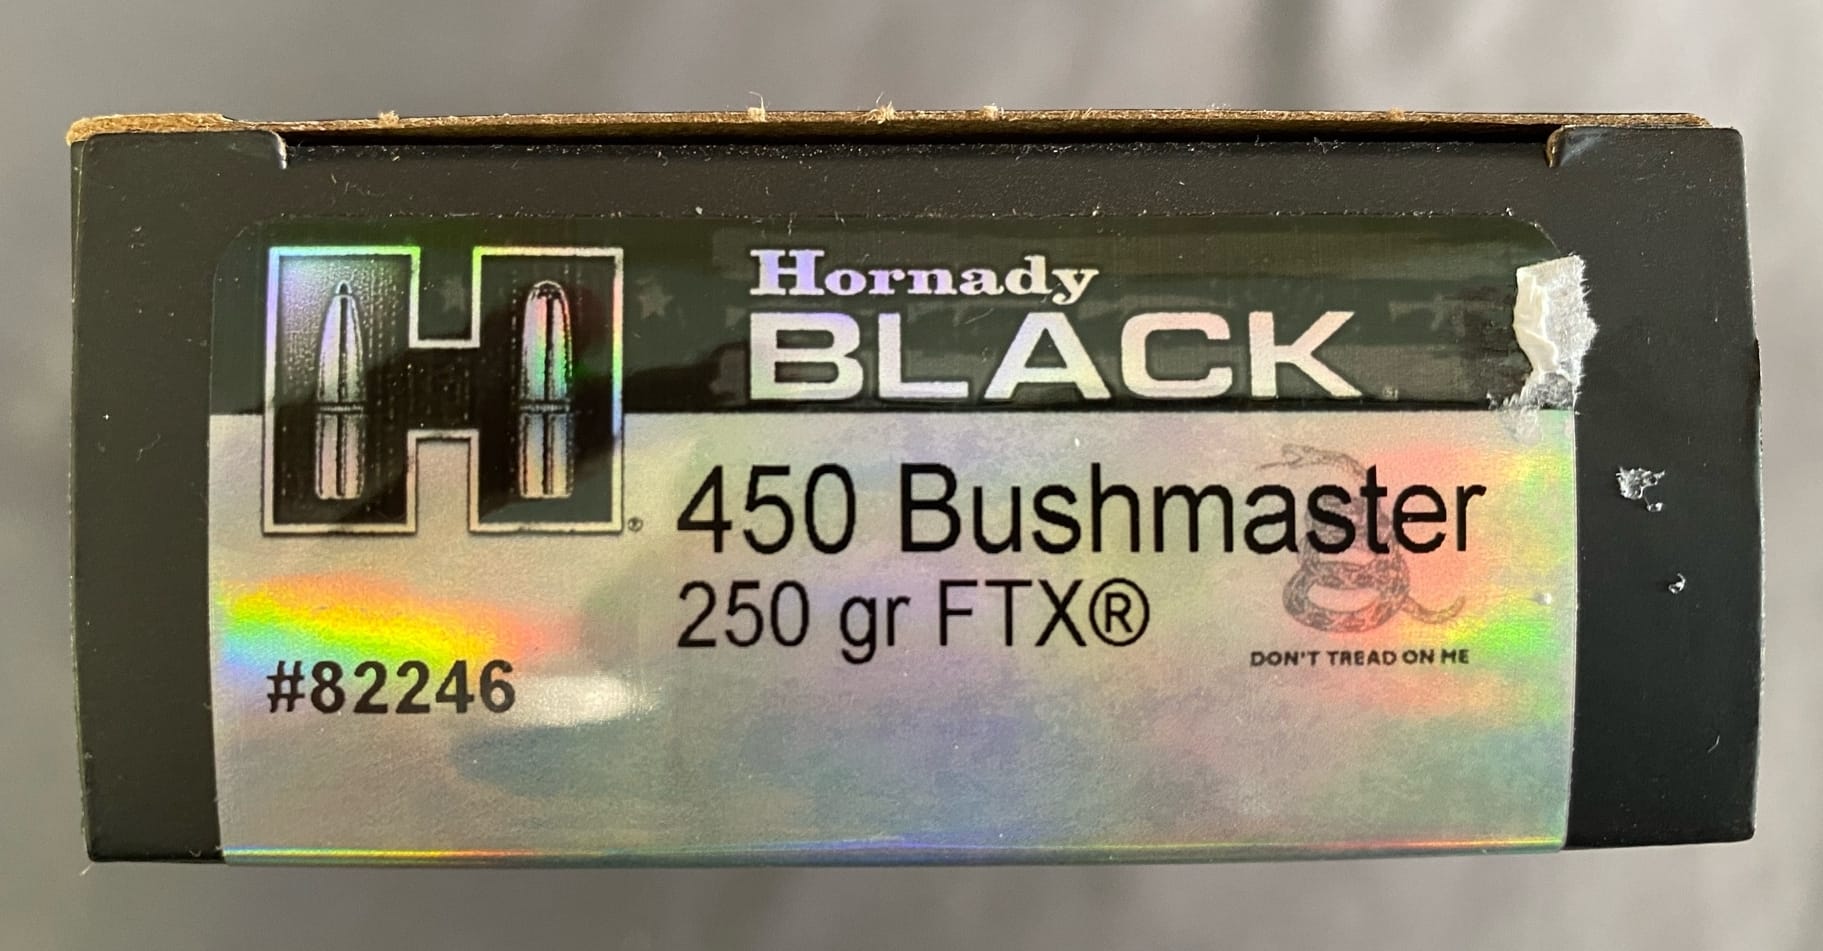 Hornady
BLACK
H®
450 Bushmaster
250 gr FTX®
DON'T TREAD ON ME
#82246